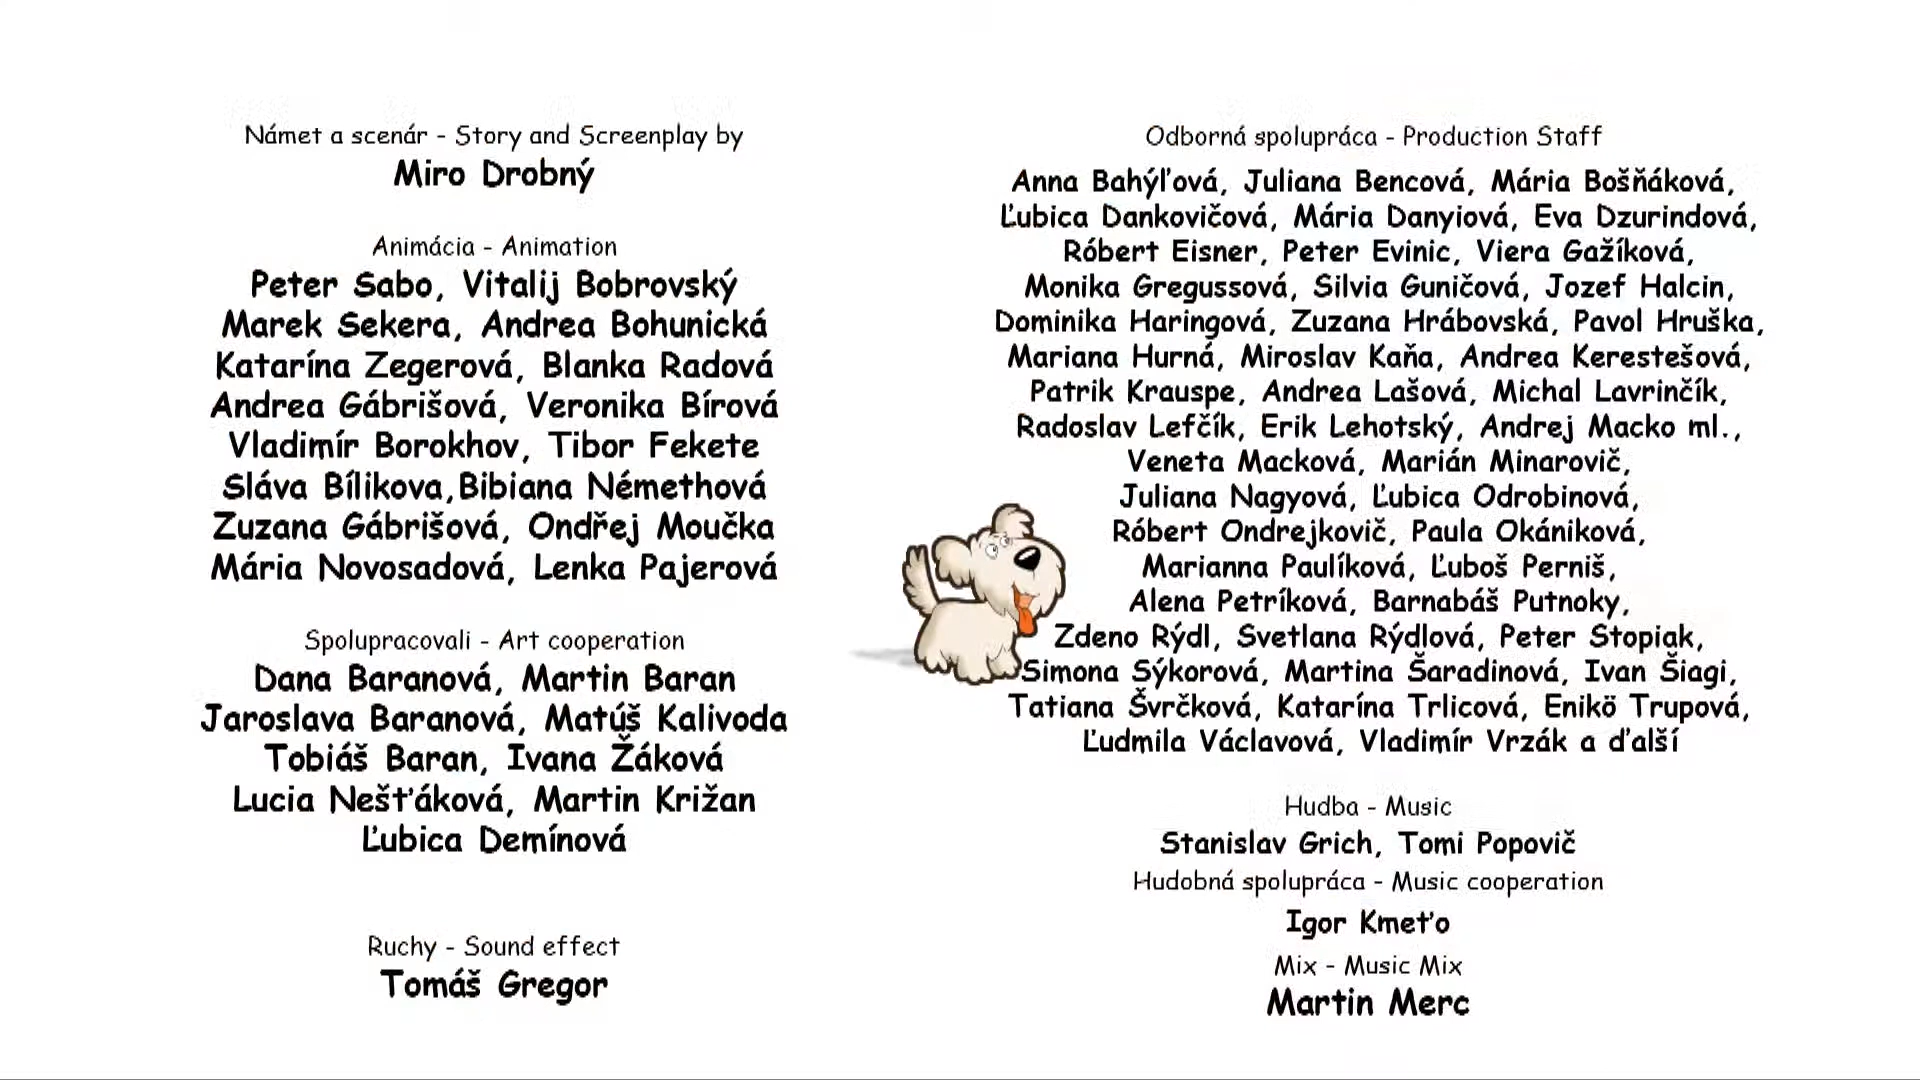 Námet a scenár - Story and Screenplay by
Miro Drobný
Animácia - Animation
Peter Sabo, Vitalij Bobrovský
Marek Sekera, Andrea Bohunická
Katarína Zegerová, Blanka Radová
Andrea Gábrišová, Veronika Bírová
Vladimír Borokhov, Tibor Fekete
Sláva Bílikova,Bibiana Némethová
Zuzana Gábrišová, Ondřej Moučka
Mária Novosadová, Lenka Pajerová
Spolupracovali - Art cooperation
Dana Baranová, Martin Baran
Jaroslava Baranová, Matúš Kalivoda
Tobiáš Baran, Ivana Žáková
Lucia Nešťáková, Martin Križan
Ľubica Demínová
Ruchy - Sound effect
Tomáš Gregor
Odborná spolupráca - Production Staff
Anna Bahýľová, Juliana Bencová, Mária Bošňáková,
Ľubica Dankovičová, Mária Danyiová, Eva Dzurindová,
Róbert Eisner, Peter Evinic, Viera Gažíková,
Monika Gregussová, Silvia Guničová, Jozef Halcin,
Dominika Haringová, Zuzana Hrábovská, Pavol Hruška,
Mariana Hurná, Miroslav Kaňa, Andrea Kerestešová,
Patrik Krauspe, Andrea Lašová, Michal Lavrinčík,
Radoslav Lefčík, Erik Lehotský, Andrej Macko ml.,
Veneta Macková, Marián Minarovič,
Juliana Nagyová, Ľubica Odrobinová,
Róbert Ondrejkovič, Paula Okániková,
Marianna Paulíková, Ľuboš Perniš,
Alena Petríková, Barnabáš Putnoky,
Zdeno Rýdl, Svetlana Rýdlová, Peter Stopiak,
Simona Sýkorová, Martina Šaradinová, Ivan Šiagi,
Tatiana Švrčková, Katarína Trlicová, Enikö Trupová,
Ľudmila Václavová, Vladimír Vrzák a ďalší
Hudba - Music
Stanislav Grich, Tomi Popovič
Hudobná spolupráca - Music cooperation
Igor Kmeťo
Mix - Music Mix
Martin Merc